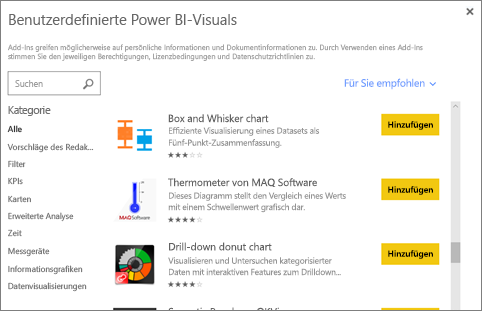 Benutzerdefinierte Power BI-Visuals
Add-Ins greifen möglicherweise auf persönliche Informationen und Dokumentinformationen zu. Durch Verwenden eines Add-Ins
stimmen Sie den jeweiligen Berechtigungen, Lizenzbedingungen und Datenschutzrichtlinien zu.
Suchen
Für Sie empfohlen
Kategorie
Alle
Vorschläge des Redak...
Filter
KPIs
Karten
Erweiterte Analyse
Zeit
Messgeräte
Informationsgrafiken
Datenvisualisierungen
Box and Whisker chart
Effiziente Visualisierung eines Datasets als
Fünf-Punkt-Zusammenfassung.
Hinzufügen
MAQ Software
Thermometer von MAQ Software
Dieses Diagramm stellt den Vergleich eines Werts
mit einem Schwellenwert grafisch dar.
Hinzufügen
Drill-down donut chart
Visualisieren und Untersuchen kategorisierter
Daten mit interaktiven Features zum Drilldown...
Hinzufügen